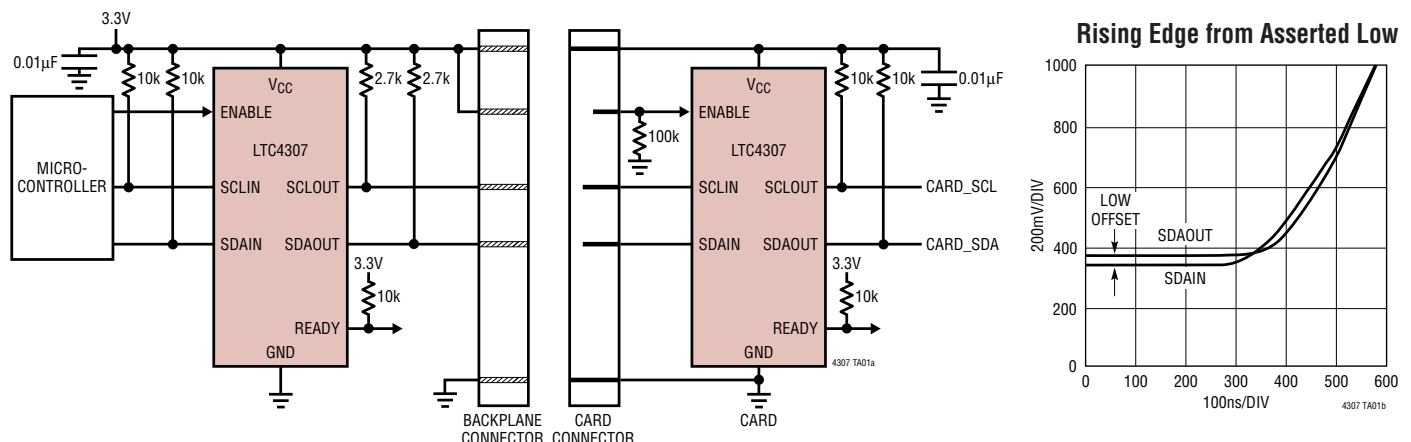 3.3V
0.01µF
10k
10k
2.7k
2.7k
VCC
ENABLE
LTC4307
MICRO-
CONTROLLER
SCLIN
SCLOUT
SDAIN
SDAOUT
3.3V
10k
READY
GND
BACKPLANE
CONNECTOR
CARD
CONNECTOR
100k
VCC
ENABLE
LTC4307
SCLIN
SCLOUT
SDAIN
SDAOUT
10k
10k
0.01µF
CARD_SCL
CARD_SDA
3.3V
10k
READY
GND
4307 TA01a
CARD
Rising Edge from Asserted Low
200mV/DIV
1000
800
600
400
200
0
LOW
OFFSET
SDAOUT
SDAIN
0 100 200 300 400 500 600
100ns/DIV
4307 TA01b